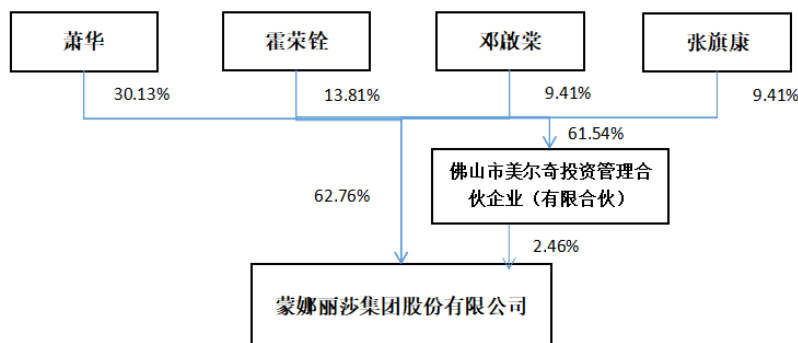 萧华
霍荣铨
邓啟棠
张旗康
30.13%
13.81%
9.41%
9.41%
61.54%
佛山市美尔奇投资管理合
伙企业（有限合伙）
62.76%
2.46%
蒙娜丽莎集团股份有限公司